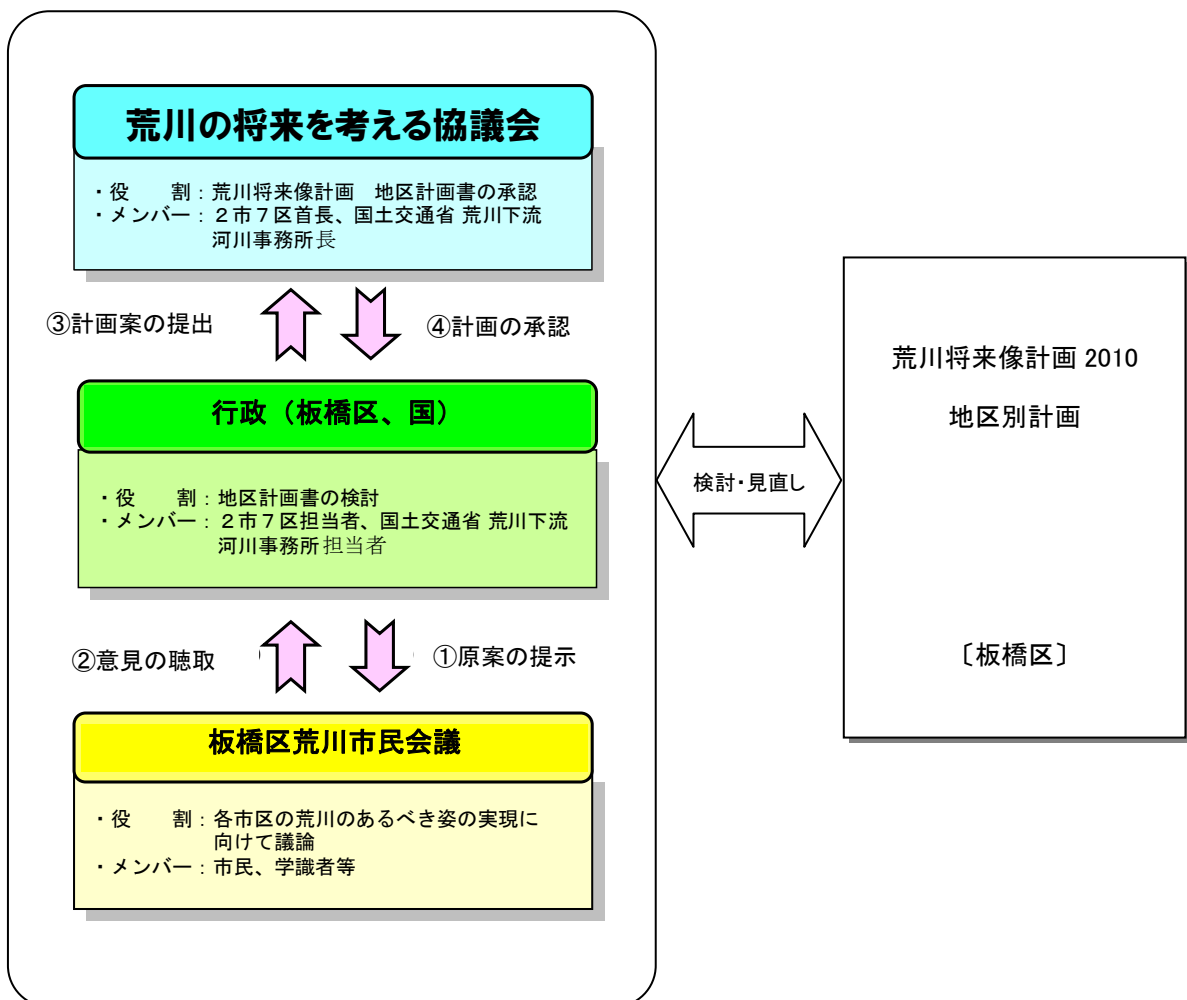 荒川の将来を考える協議会
・役　　割：荒川将来像計画　地区計画書の承認
・メンバー：２市７区首長、国土交通省 荒川下流
河川事務所長
③計画案の提出
④計画の承認
行政（板橋区、国）
・役　　割：地区計画書の検討
・メンバー：２市７区担当者、国土交通省 荒川下流
河川事務所担当者
②意見の聴取
①原案の提示
板橋区荒川市民会議
・役　　割：各市区の荒川のあるべき姿の実現に
向けて議論
・メンバー：市民、学識者等
検討・見直し
荒川将来像計画 2010
地区別計画
〔板橋区〕